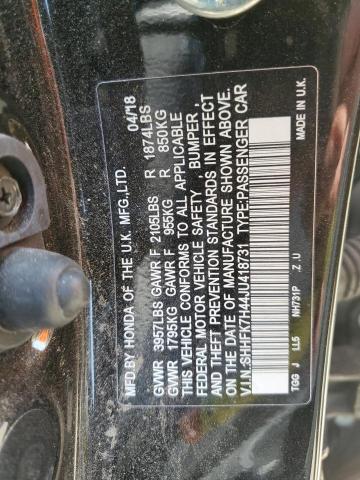 MFD.BY HONDA OF THE U.K. MFG.,LTD. 04/'18
GVWR 3957LBS GAWR F 2105LBS R 1874LBS
GVWR 1795KG GAWR F 955KG R 850KG
THIS VEHICLE CONFORMS TO ALL APPLICABLE
FEDERAL MOTOR VEHICLE SAFETY , BUMPER ,
AND THEFT PREVENTION STANDARDS IN EFFECT
ON THE DATE OF MANUFACTURE SHOWN ABOVE.
V.I.N.:SHHFK7H44JU418731 TYPE:PASSENGER CAR
TGG J 1L5 NH731P Z .U MADE IN U.K.